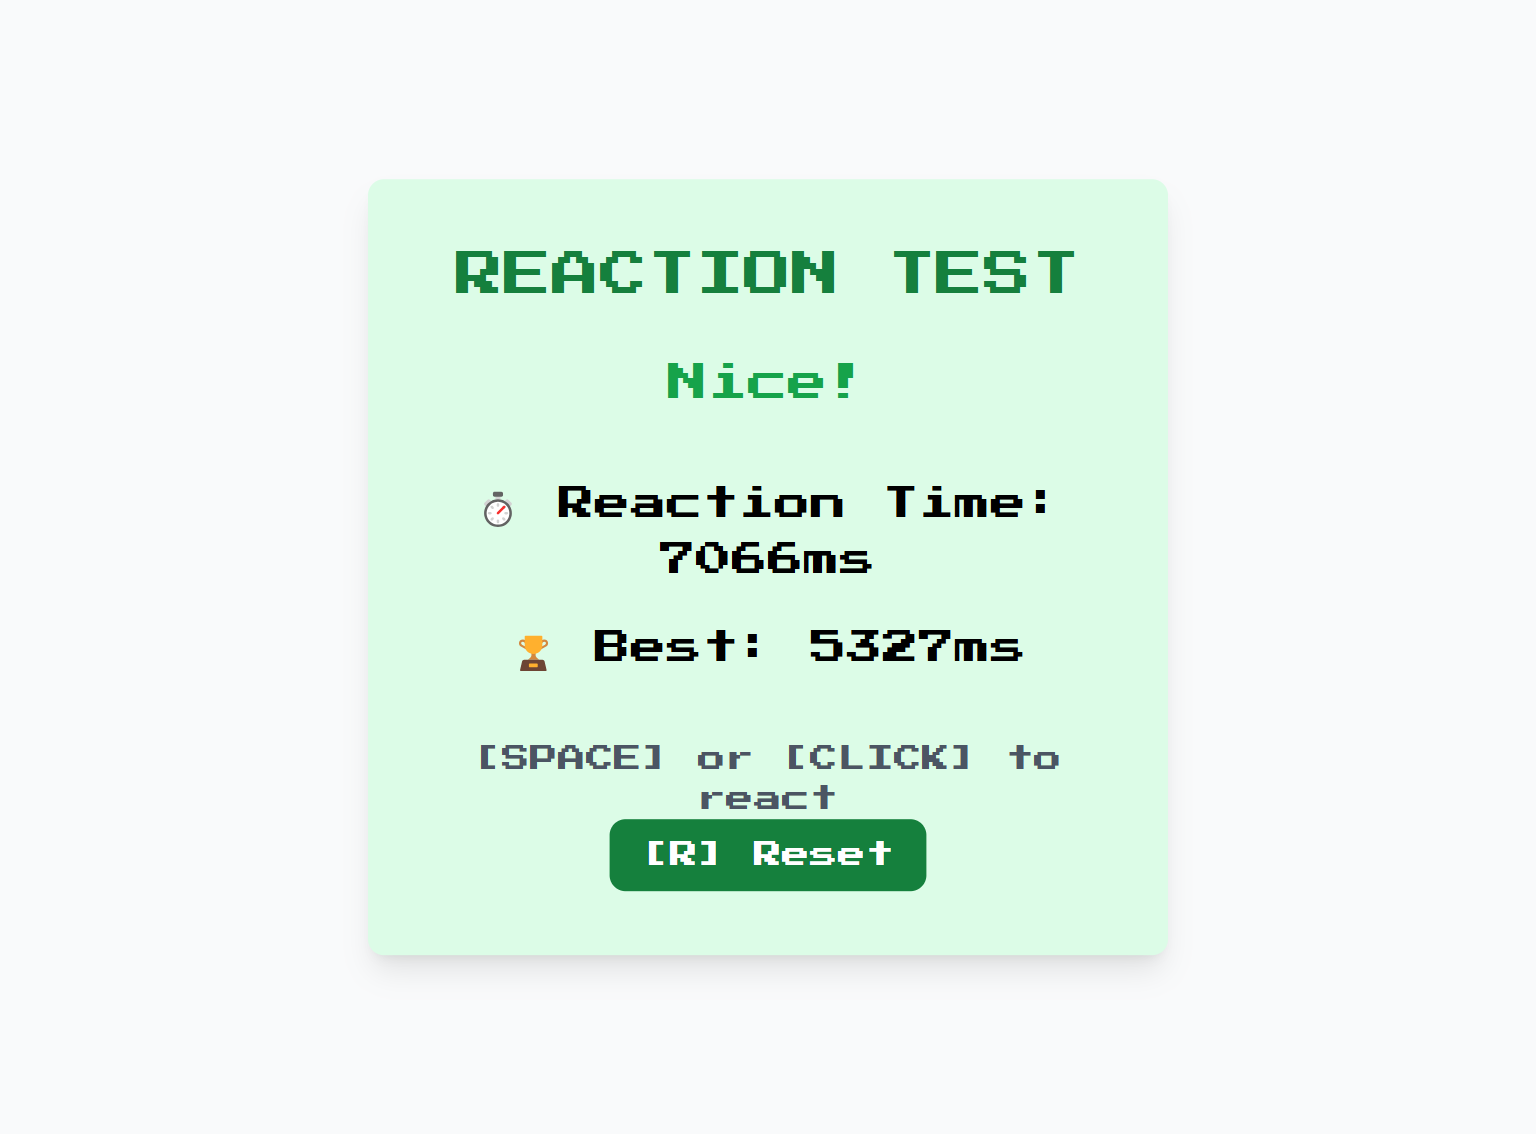 REACTION TEST
Nice!
Reaction Time:
7066ms
Best: 5327ms
[SPACE] or [CLICK] to
react
[R] Reset